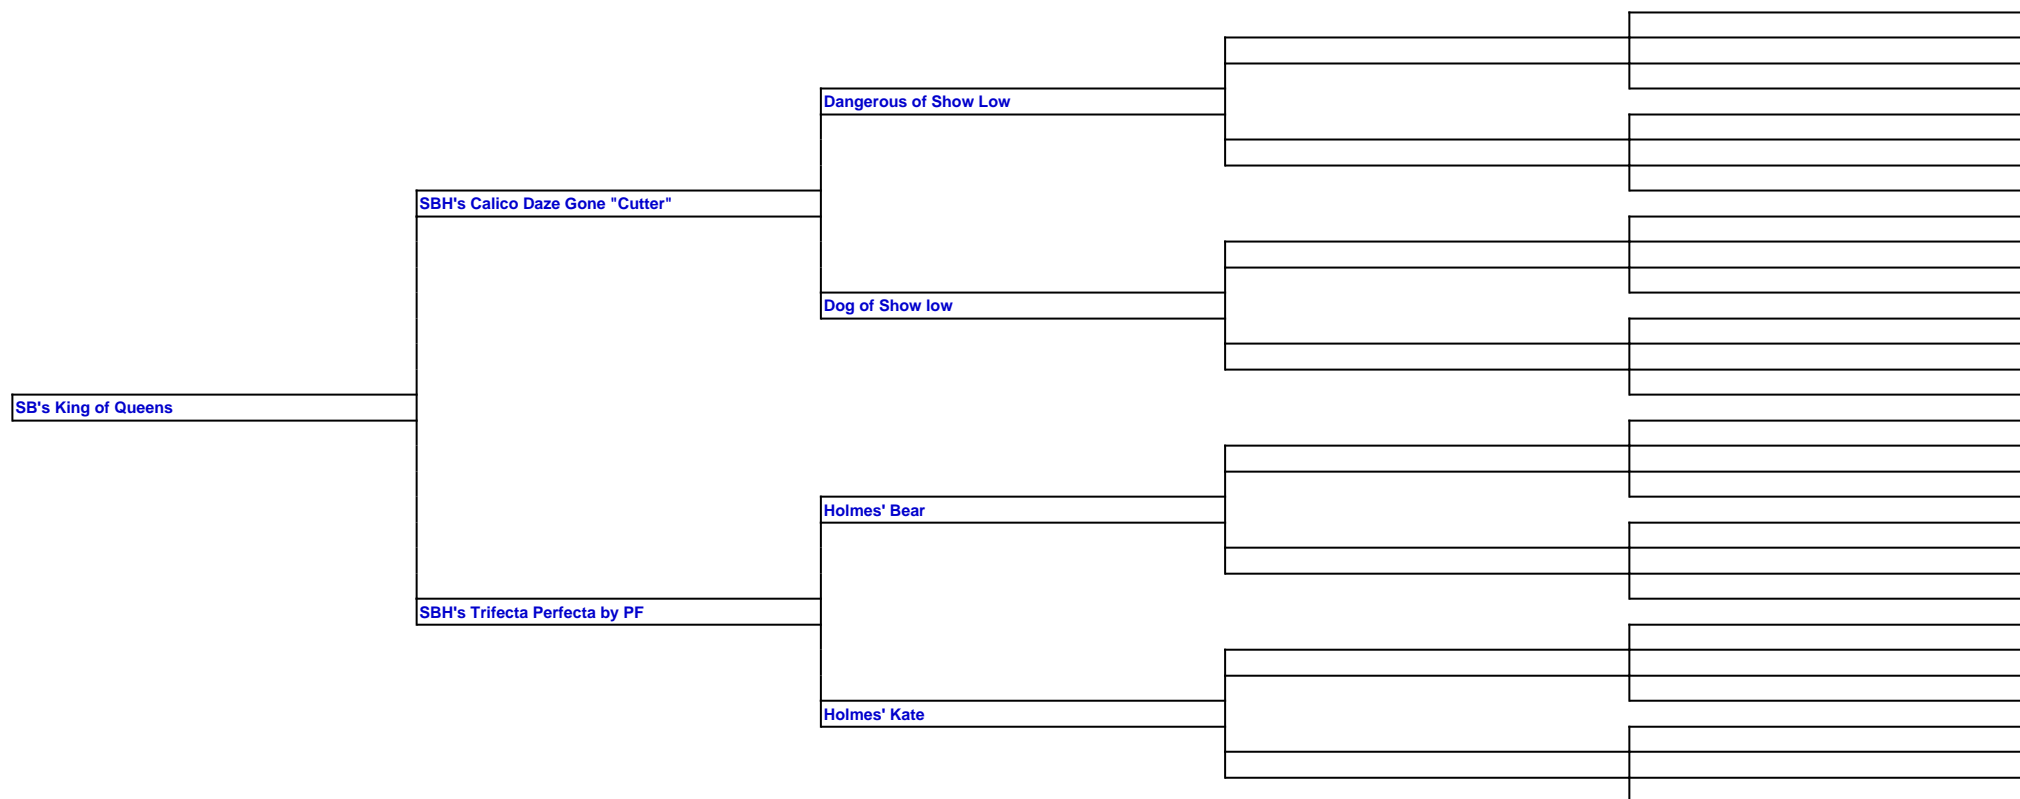 Dangerous of Show Low
SBH's Calico Daze Gone "Cutter"
Dog of Show low
SB's King of Queens
Holmes' Bear
SBH's Trifecta Perfecta by PF
Holmes' Kate